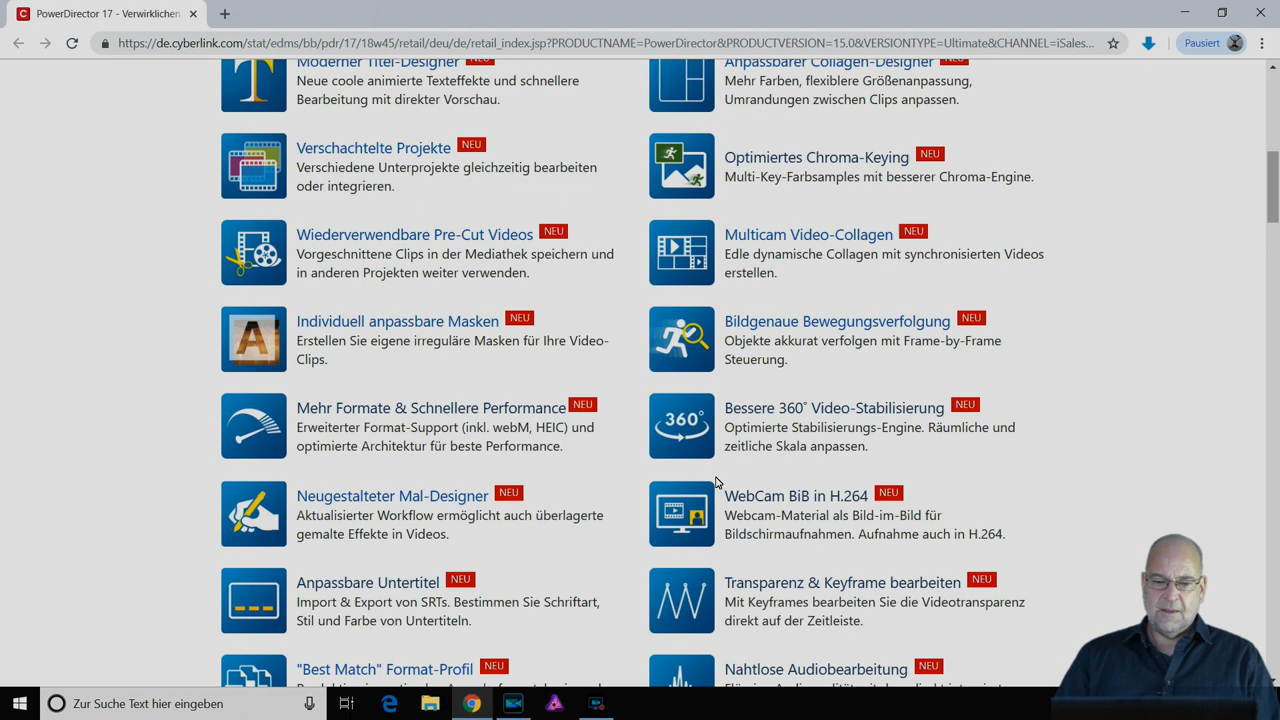 PowerDirector 17 - Verwirklichen
https://de.cyberlink.com/stat/edms/bb/pdr/17/18w45/retail/deu/de/retail_index.jsp?PRODUCTNAME=PowerDirector&PRODUCTVERSION=15.0&VERSIONTYPE=Ultimate&CHANNEL=iSales...
Pausiert
Moderner Titel-Designer NEU
Neue coole animierte Texteffekte und schnellere
Bearbeitung mit direkter Vorschau.
Anpassbarer Collagen-Designer NEU
Mehr Farben, flexiblere Größenanpassung,
Umrandungen zwischen Clips anpassen.
Verschachtelte Projekte NEU
Verschiedene Unterprojekte gleichzeitig bearbeiten
oder integrieren.
Optimiertes Chroma-Keying NEU
Multi-Key-Farbsamples mit besserer Chroma-Engine.
Wiederverwendbare Pre-Cut Videos NEU
Vorgeschnittene Clips in der Mediathek speichern und
in anderen Projekten weiter verwenden.
Multicam Video-Collagen NEU
Edle dynamische Collagen mit synchronisierten Videos
erstellen.
A
Individuell anpassbare Masken NEU
Erstellen Sie eigene irreguläre Masken für Ihre Video-
Clips.
Bildgenaue Bewegungsverfolgung NEU
Objekte akkurat verfolgen mit Frame-by-Frame
Steuerung.
Mehr Formate & Schnellere Performance NEU
Erweiterter Format-Support (inkl. webM, HEIC) und
optimierte Architektur für beste Performance.
360°
Bessere 360° Video-Stabilisierung NEU
Optimierte Stabilisierungs-Engine. Räumliche und
zeitliche Skala anpassen.
Neugestalteter Mal-Designer NEU
Aktualisierter Workflow ermöglicht auch überlagerte
gemalte Effekte in Videos.
WebCam BiB in H.264 NEU
Webcam-Material als Bild-im-Bild für
Bildschirmaufnahmen. Aufnahme auch in H.264.
Anpassbare Untertitel NEU
Import & Export von SRTs. Bestimmen Sie Schriftart,
Stil und Farbe von Untertiteln.
Transparenz & Keyframe bearbeiten NEU
Mit Keyframes bearbeiten Sie die Videotransparenz
direkt auf der Zeitleiste.
"Best Match" Format-Profil NEU
Nahtlose Audiobearbeitung NEU
Zur Suche Text hier eingeben